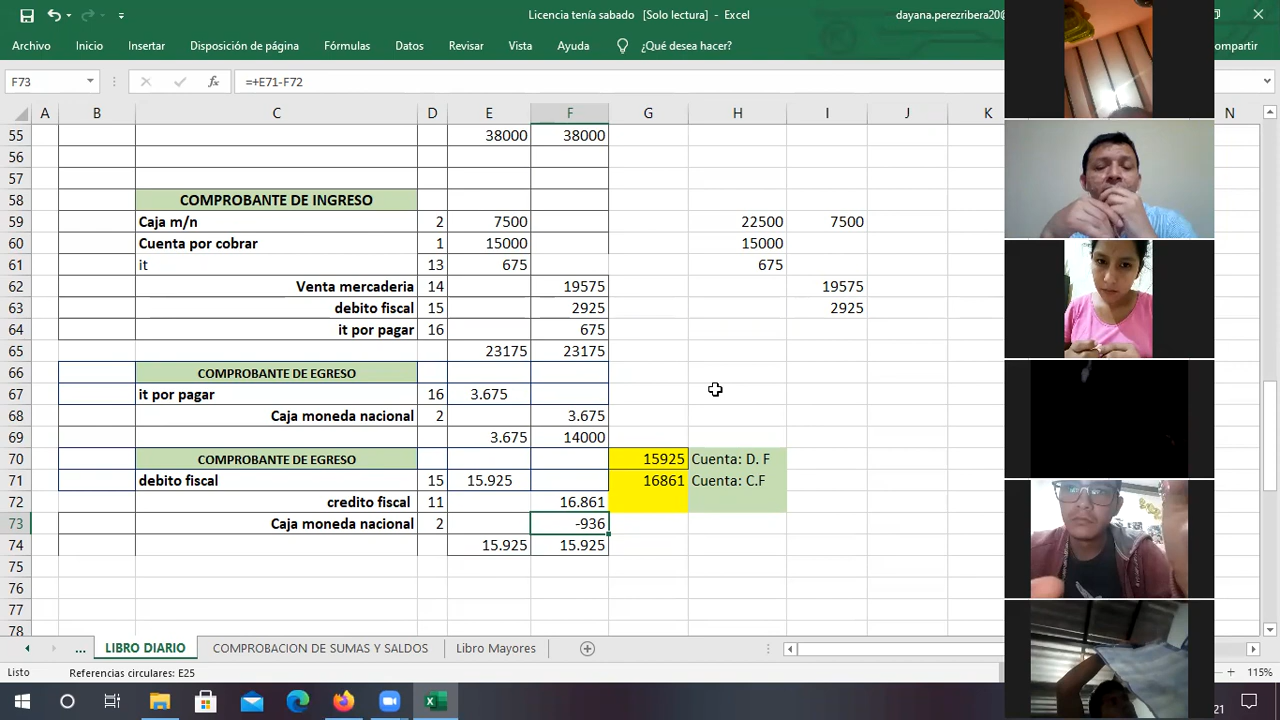 Licencia tenía sabado [Solo lectura] - Excel
dayana.perezribera20@
Archivo Inicio Insertar Disposición de página Fórmulas Datos Revisar Vista Ayuda ¿Qué desea hacer? ompartir
F73 fx =+E71-F72
A B C D E F G H I J K N
55 38000 38000
56
57
58 COMPROBANTE DE INGRESO
59 Caja m/n 2 7500 22500 7500
60 Cuenta por cobrar 1 15000 15000
61 it 13 675 675
62 Venta mercaderia 14 19575 19575
63 debito fiscal 15 2925 2925
64 it por pagar 16 675
65 23175 23175
66 COMPROBANTE DE EGRESO
67 it por pagar 16 3.675
68 Caja moneda nacional 2 3.675
69 3.675 14000
70 COMPROBANTE DE EGRESO 15925 Cuenta: D. F
71 debito fiscal 15 15.925 16861 Cuenta: C.F
72 credito fiscal 11 16.861
73 Caja moneda nacional 2 -936
74 15.925 15.925
75
76
77
78
... LIBRO DIARIO COMPROBACION DE SUMAS Y SALDOS Libro Mayores
Listo Referencias circulares: E25 115%
21